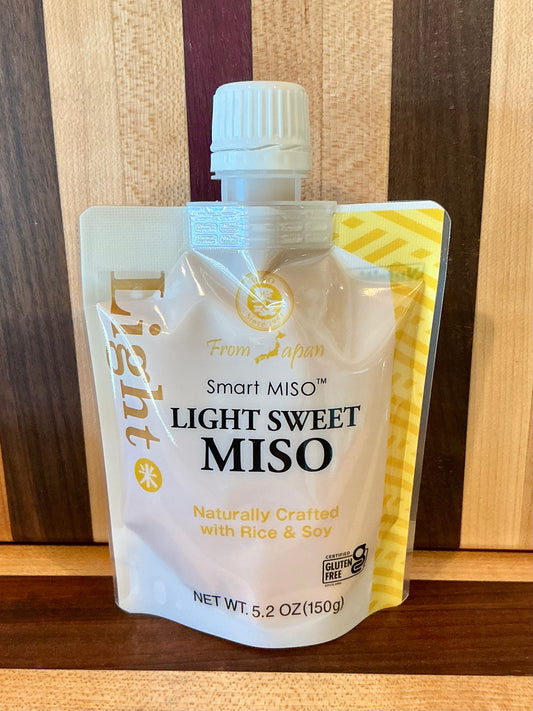 From Japan
Smart MISO™
LIGHT SWEET
MISO
Naturally Crafted
with Rice & Soy
Light
米
CERTIFIED
GLUTEN
FREE
NET WT. 5.2 OZ (150g)